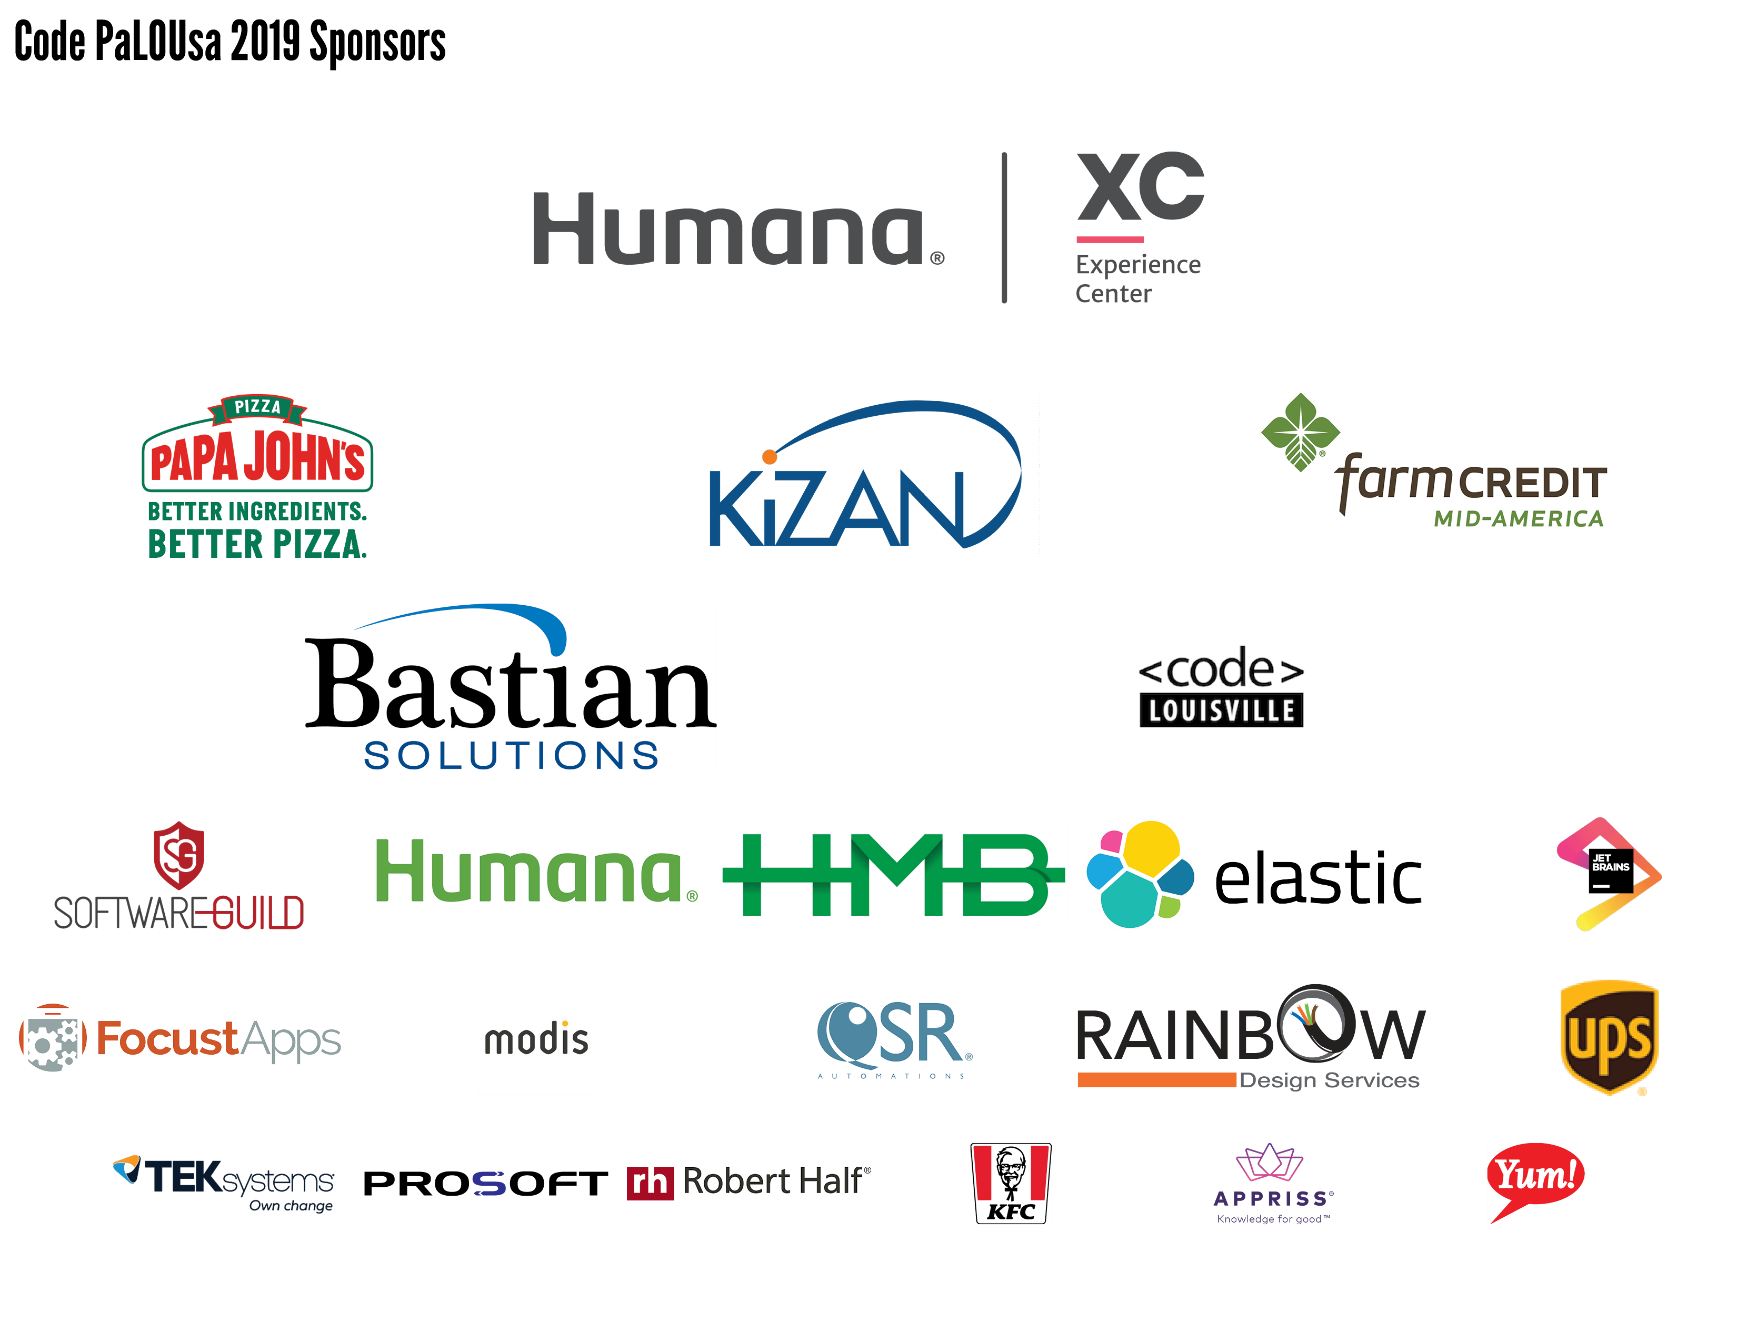 Code PaLOUsa 2019 Sponsors
Humana®
XC
Experience
Center
PIZZA
PAPA JOHN'S
BETTER INGREDIENTS.
BETTER PIZZA.
KiZAN
farm CREDIT
MID-AMERICA
Bastian
SOLUTIONS
<code>
LOUISVILLE
SG
SOFTWARE GUILD
Humana®
HMB
elastic
JET
BRAINS
FocustApps
modis
QSR®
AUTOMATIONS
RAINBOW
Design Services
ups
TEKsystems
Own change
PROSOFT
rh Robert Half®
KFC
APPRISS®
Knowledge for good™
Yum!